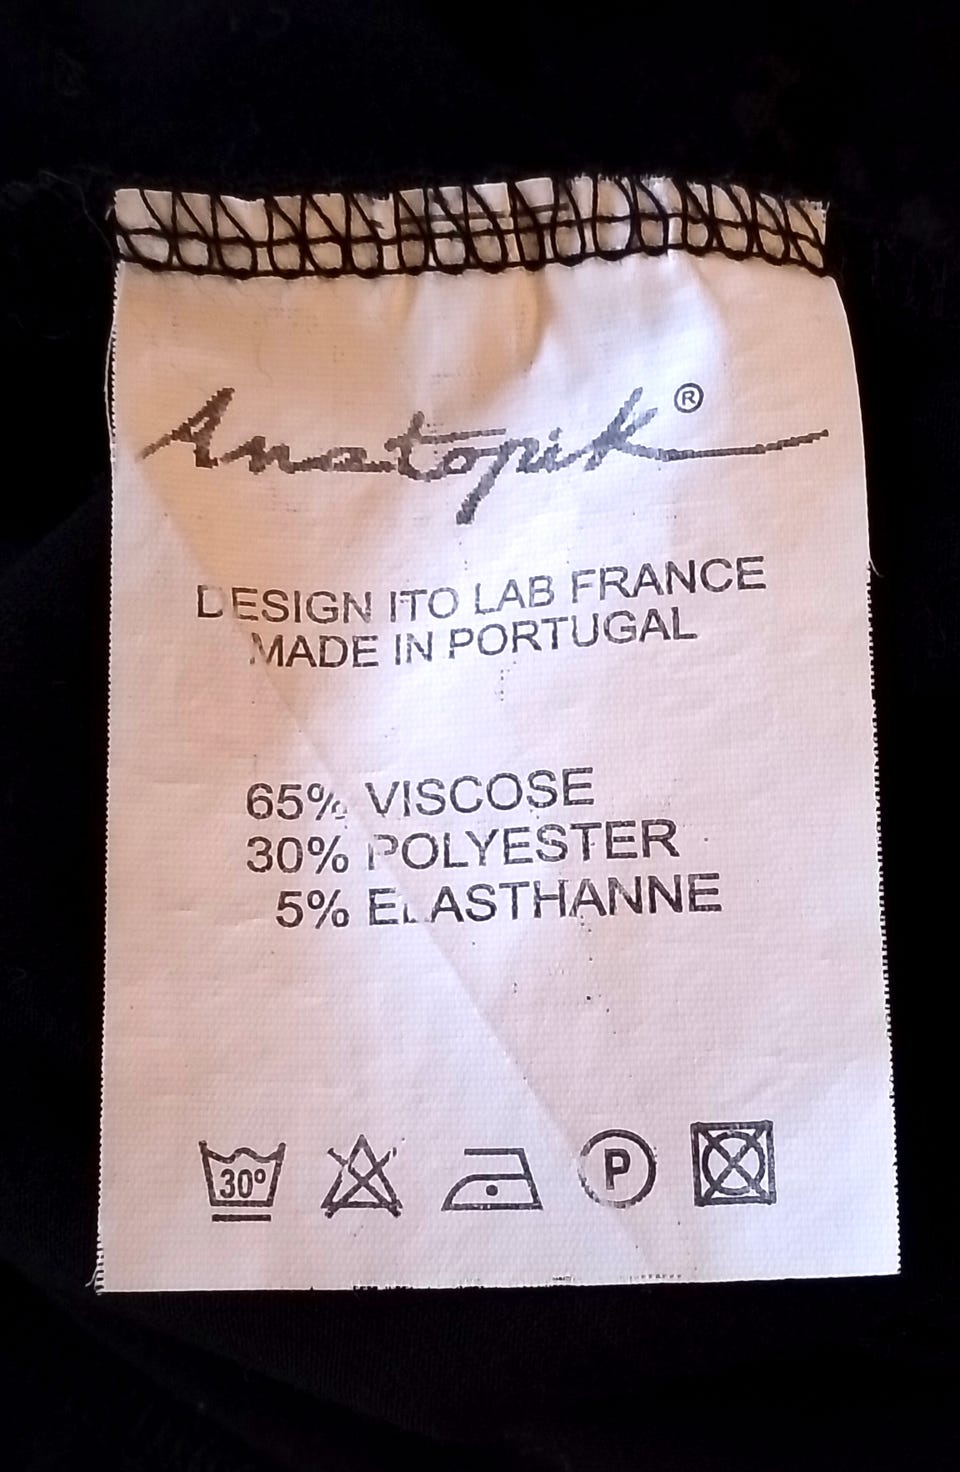 Anatopik®
DESIGN ITO LAB FRANCE
MADE IN PORTUGAL
65% VISCOSE
30% POLYESTER
5% ELASTHANNE
30° P